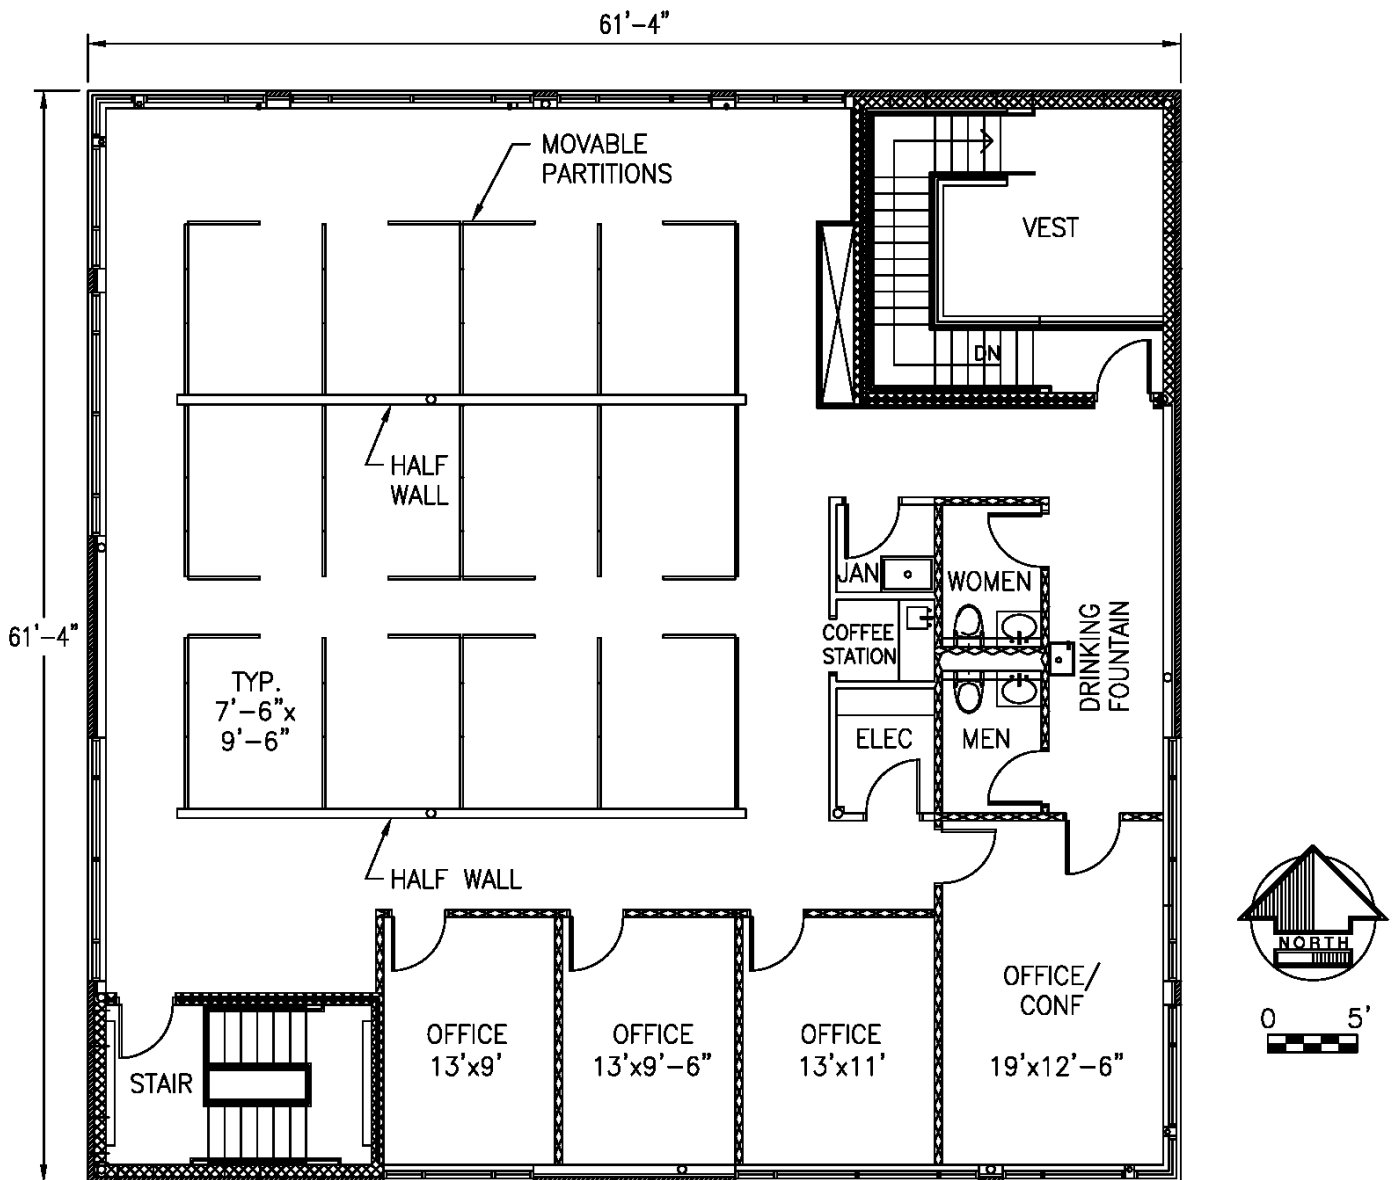 61'-4"
MOVABLE
PARTITIONS
VEST
DN
HALF
WALL
JAN
WOMEN
COFFEE
STATION
DRINKING
FOUNTAIN
61'-4"
TYP.
7'-6"x
9'-6"
ELEC
MEN
HALF WALL
NORTH
OFFICE/
CONF
19'x12'-6"
OFFICE
13'x9'
OFFICE
13'x9'-6"
OFFICE
13'x11'
STAIR
0 5'